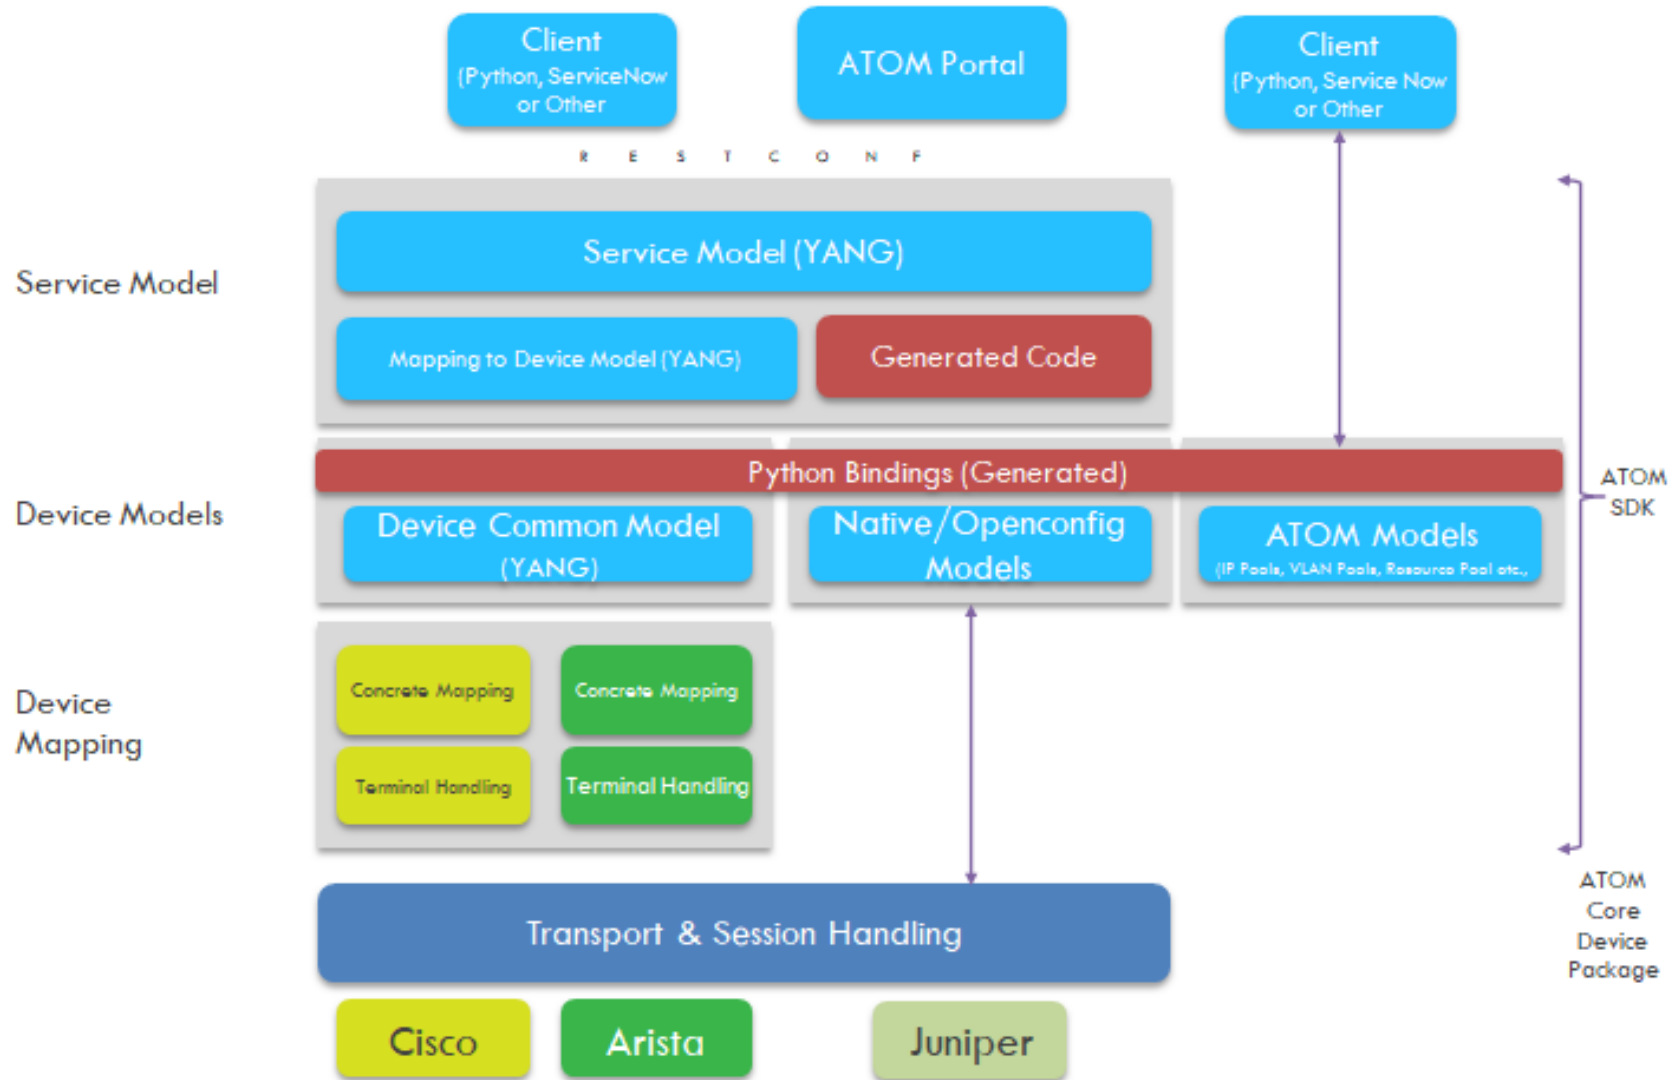 Client
(Python, ServiceNow
or Other
ATOM Portal
Client
(Python, Service Now
or Other
R E S T C O N F
Service Model
Service Model (YANG)
Mapping to Device Model (YANG)
Generated Code
Device Models
Python Bindings (Generated)
Device Common Model
(YANG)
Native/Openconfig
Models
ATOM Models
(IP Pools, VLAN Pools, Resource Pool etc.,
ATOM
SDK
Device
Mapping
Concrete Mapping
Concrete Mapping
Terminal Handling
Terminal Handling
ATOM
Core
Device
Package
Transport & Session Handling
Cisco
Arista
Juniper